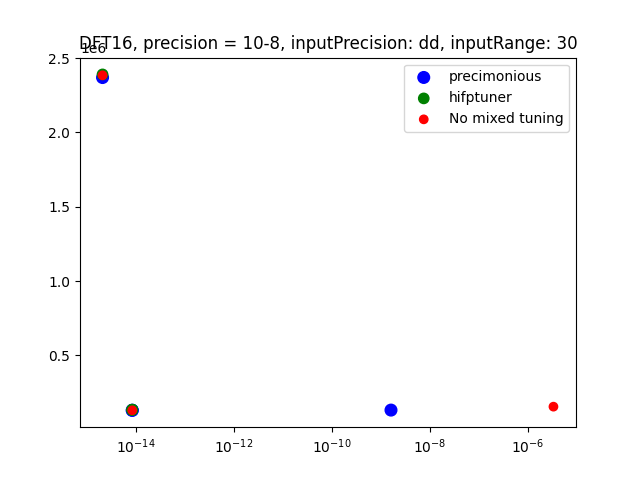 DFT16, precision = 10-8, inputPrecision: dd, inputRange: 30
1e6
2.5
2.0
1.5
1.0
0.5
precimonious
hifptuner
No mixed tuning
10⁻¹⁴ 10⁻¹² 10⁻¹⁰ 10⁻⁸ 10⁻⁶